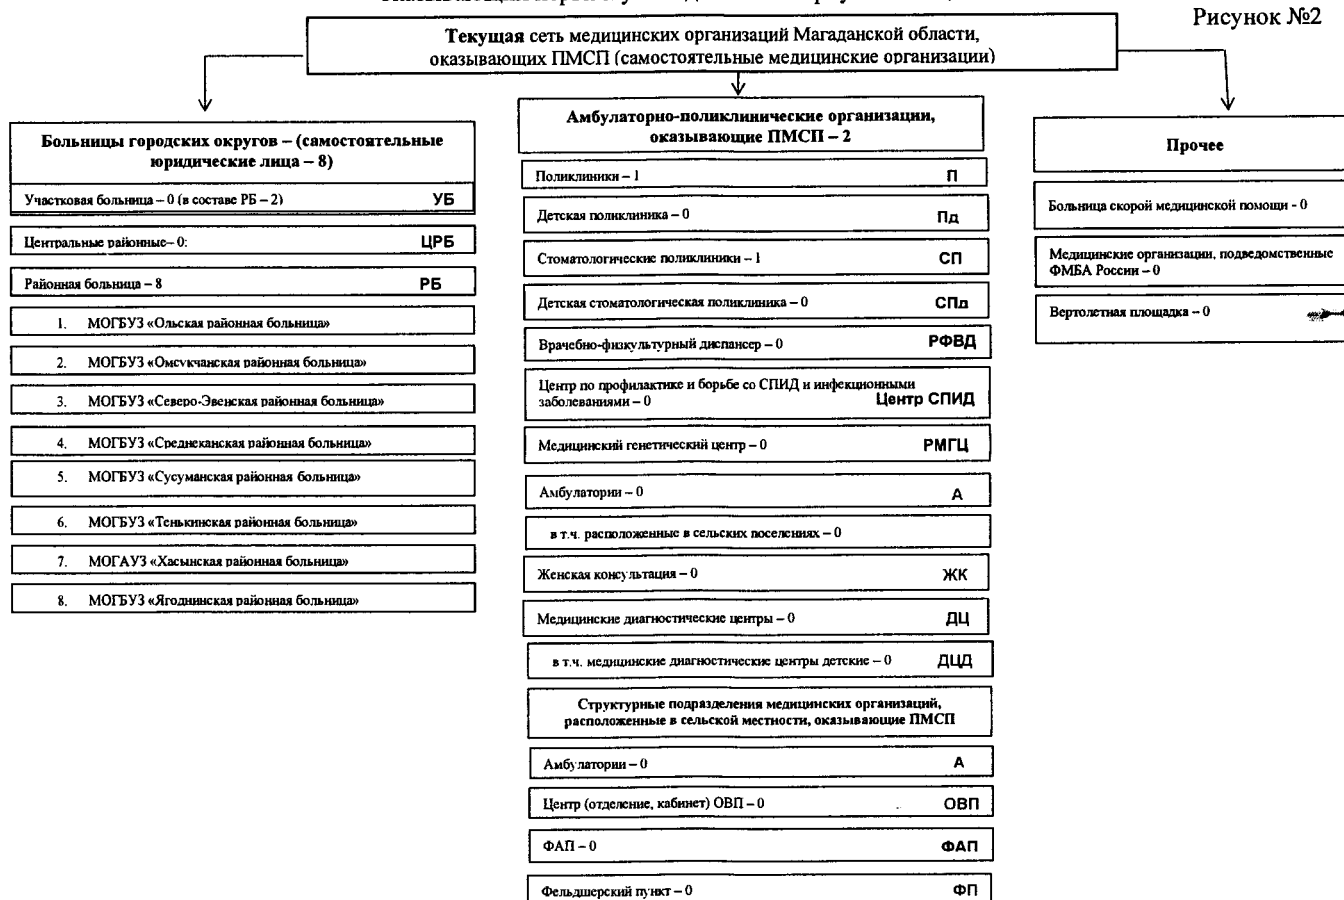 Рисунок №2
Текущая сеть медицинских организаций Магаданской области,
оказывающих ПМСП (самостоятельные медицинские организации)
Больницы городских округов – (самостоятельные
юридические лица – 8)
Участковая больница – 0 (в составе РБ – 2) УБ
Центральные районные– 0: ЦРБ
Районная больница – 8 РБ
1. МОГБУЗ «Ольская районная больница»
2. МОГБУЗ «Омсукчанская районная больница»
3. МОГБУЗ «Северо-Эвенская районная больница»
4. МОГБУЗ «Среднеканская районная больница»
5. МОГБУЗ «Сусуманская районная больница»
6. МОГБУЗ «Тенькинская районная больница»
7. МОГАУЗ «Хасынская районная больница»
8. МОГБУЗ «Ягоднинская районная больница»
Амбулаторно-поликлинические организации,
оказывающие ПМСП – 2
Поликлиники – 1 П
Детская поликлиника – 0 Пд
Стоматологические поликлиники – 1 СП
Детская стоматологическая поликлиника – 0 СПд
Врачебно-физкультурный диспансер – 0 РФВД
Центр по профилактике и борьбе со СПИД и инфекционными
заболеваниями – 0 Центр СПИД
Медицинский генетический центр – 0 РМГЦ
Амбулатории – 0 А
в т.ч. расположенные в сельских поселениях – 0
Женская консультация – 0 ЖК
Медицинские диагностические центры – 0 ДЦ
в т.ч. медицинские диагностические центры детские – 0 ДЦД
Структурные подразделения медицинских организаций,
расположенные в сельской местности, оказывающие ПМСП
Амбулатории – 0 А
Центр (отделение, кабинет) ОВП – 0 ОВП
ФАП – 0 ФАП
Фельдшерский пункт – 0 ФП
Прочее
Больница скорой медицинской помощи - 0
Медицинские организации, подведомственные
ФМБА России – 0
Вертолетная площадка – 0